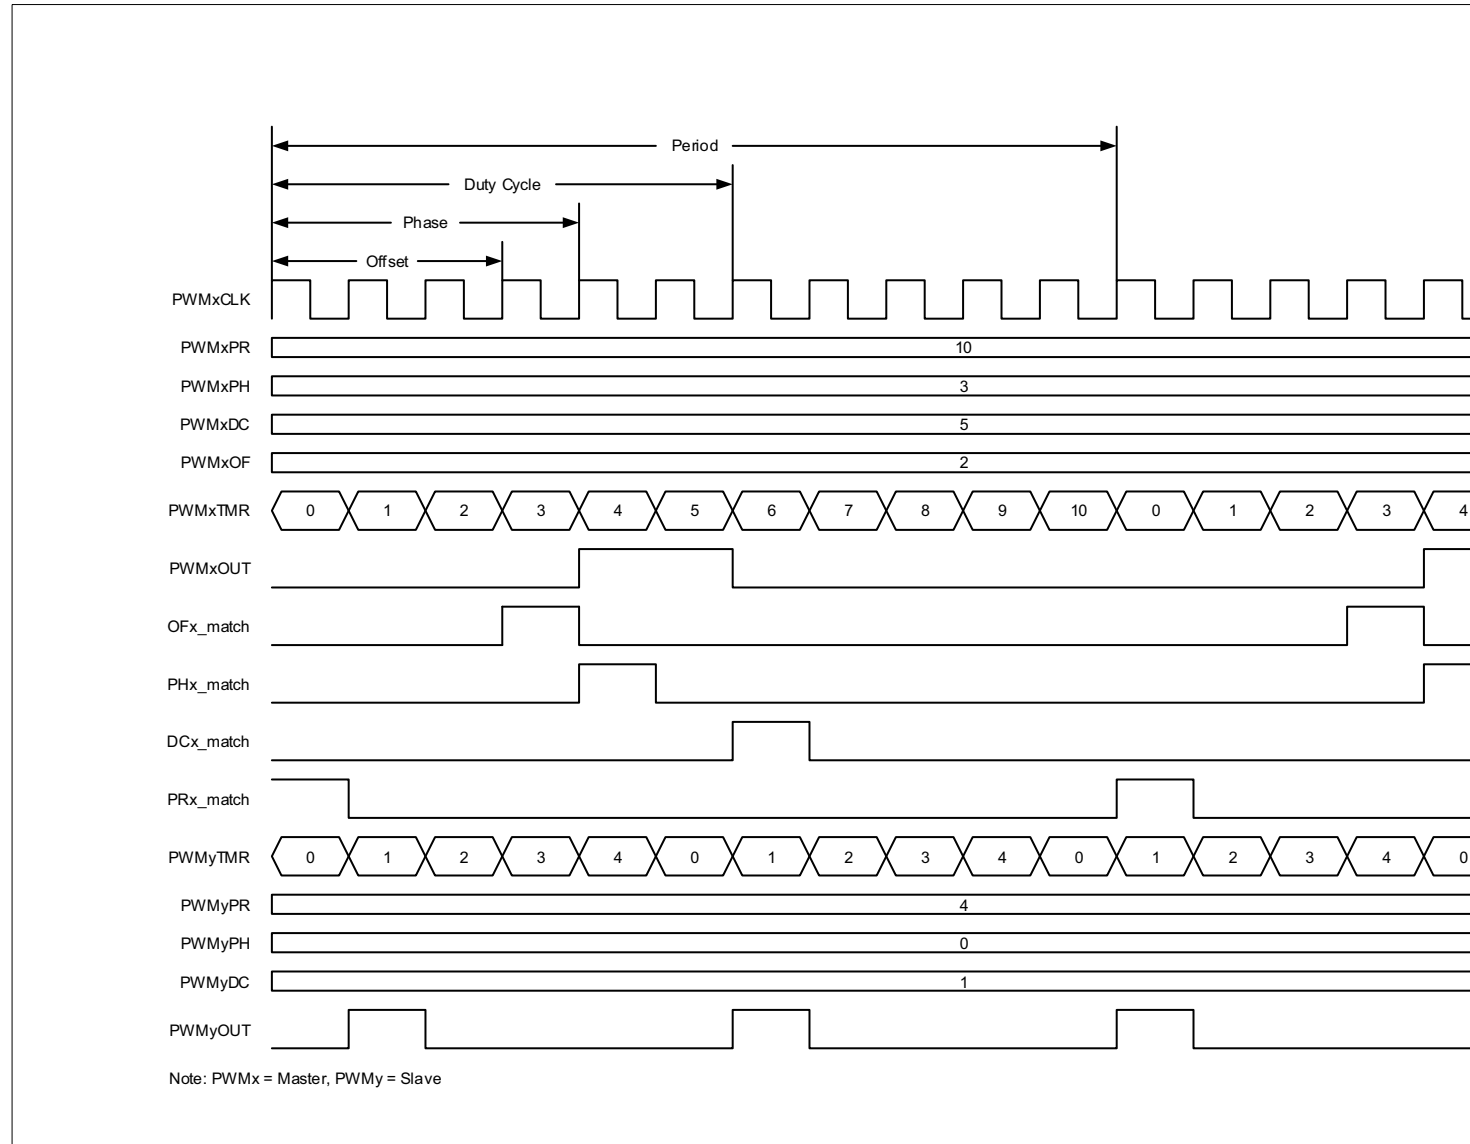 Period
Duty Cycle
Phase
Offset
PWMxCLK
PWMxPR 10
PWMxPH 3
PWMxDC 5
PWMxOF 2
PWMxTMR 0 1 2 3 4 5 6 7 8 9 10 0 1 2 3 4
PWMxOUT
OFx_match
PHx_match
DCx_match
PRx_match
PWMyTMR 0 1 2 3 4 0 1 2 3 4 0 1 2 3 4 0
PWMyPR 4
PWMyPH 0
PWMyDC 1
PWMyOUT
Note: PWMx = Master, PWMy = Slave